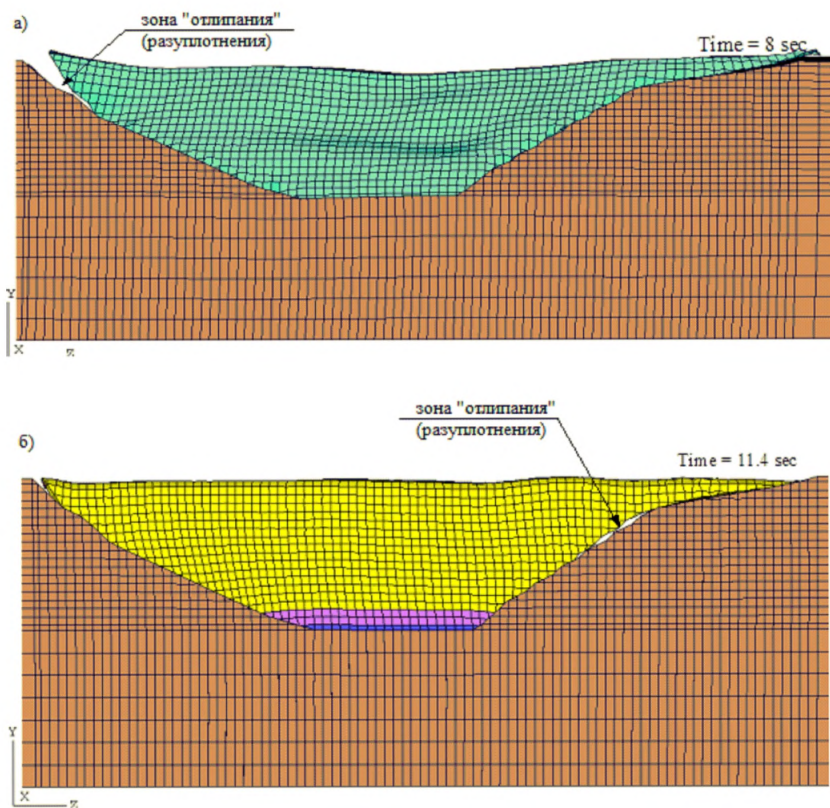 а)
зона "отлипания"
(разуплотнения)
Time = 8 sec
Y
X
Z
зона "отлипания"
(разуплотнения)
б)
Time = 11.4 sec
Y
X
Z